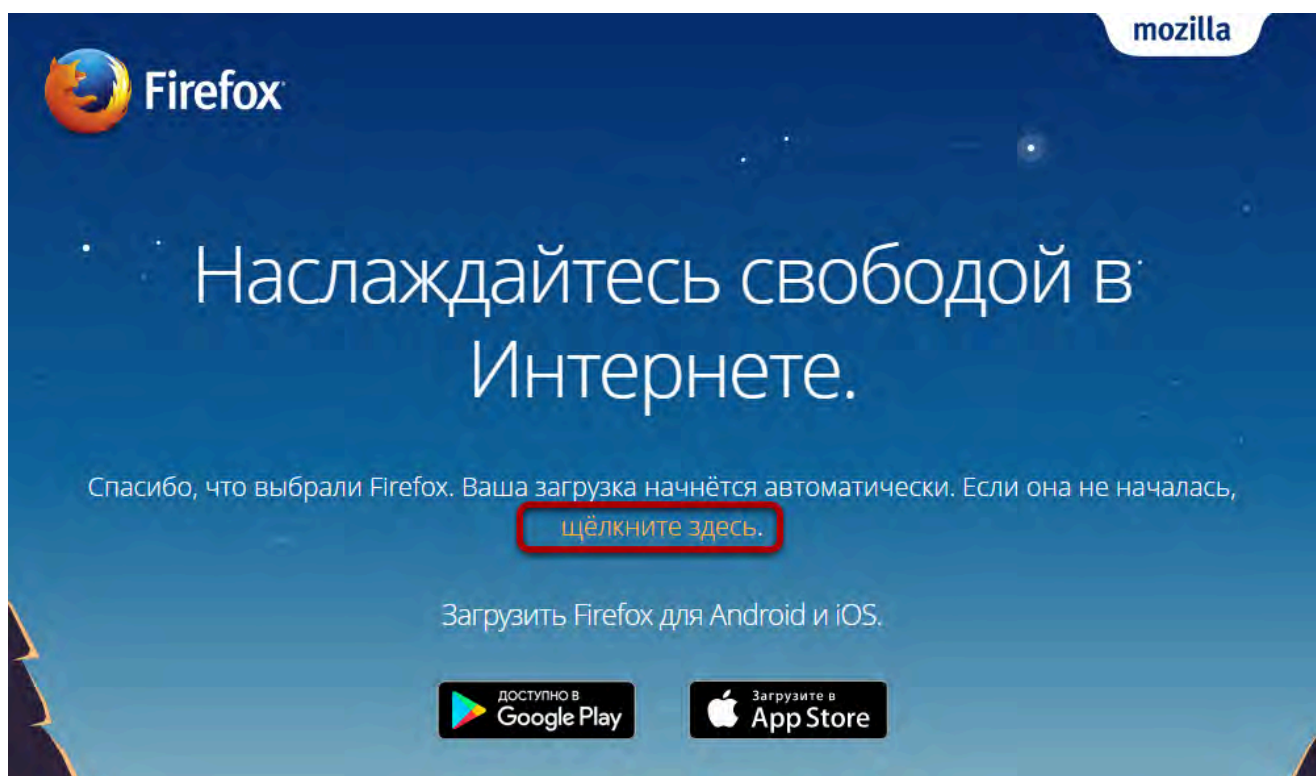 mozilla
Firefox
Наслаждайтесь свободой в
Интернете.
Спасибо, что выбрали Firefox. Ваша загрузка начнётся автоматически. Если она не началась,
щёлкните здесь.
Загрузить Firefox для Android и iOS.
ДОСТУПНО В
Google Play
Загрузите в
App Store